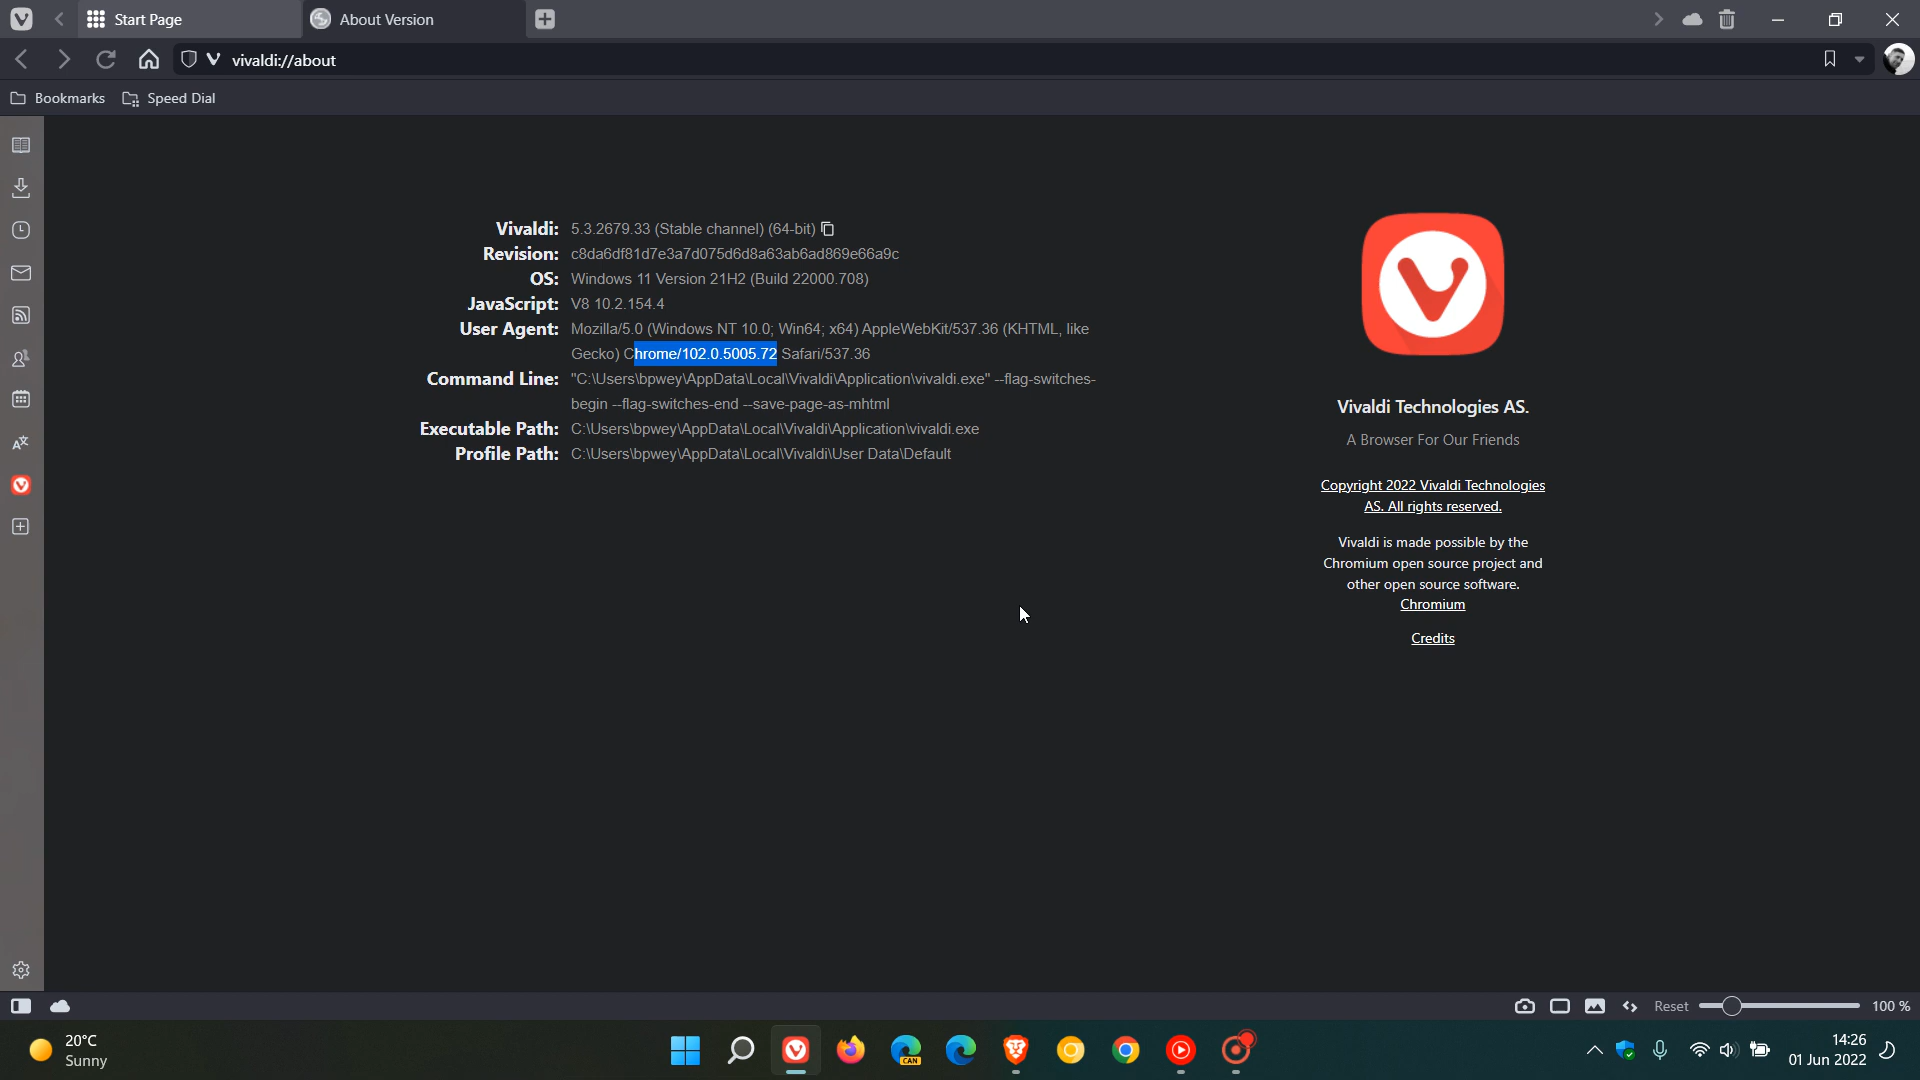 Start Page
About Version
vivaldi://about
Bookmarks
Speed Dial
Vivaldi: 5.3.2679.33 (Stable channel) (64-bit)
Revision: c8da6df81d7e3a7d075d6d8a63ab6ad869e66a9c
OS: Windows 11 Version 21H2 (Build 22000.708)
JavaScript: V8 10.2.154.4
User Agent: Mozilla/5.0 (Windows NT 10.0; Win64; x64) AppleWebKit/537.36 (KHTML, like
Gecko) Chrome/102.0.5005.72 Safari/537.36
Command Line: "C:\Users\bpwey\AppData\Local\Vivaldi\Application\vivaldi.exe" --flag-switches-
begin --flag-switches-end --save-page-as-mhtml
Executable Path: C:\Users\bpwey\AppData\Local\Vivaldi\Application\vivaldi.exe
Profile Path: C:\Users\bpwey\AppData\Local\Vivaldi\User Data\Default
Vivaldi Technologies AS.
A Browser For Our Friends
Copyright 2022 Vivaldi Technologies
AS. All rights reserved.
Vivaldi is made possible by the
Chromium open source project and
other open source software.
Chromium
Credits
Reset
100 %
20°C
Sunny
CAN
14:26
01 Jun 2022